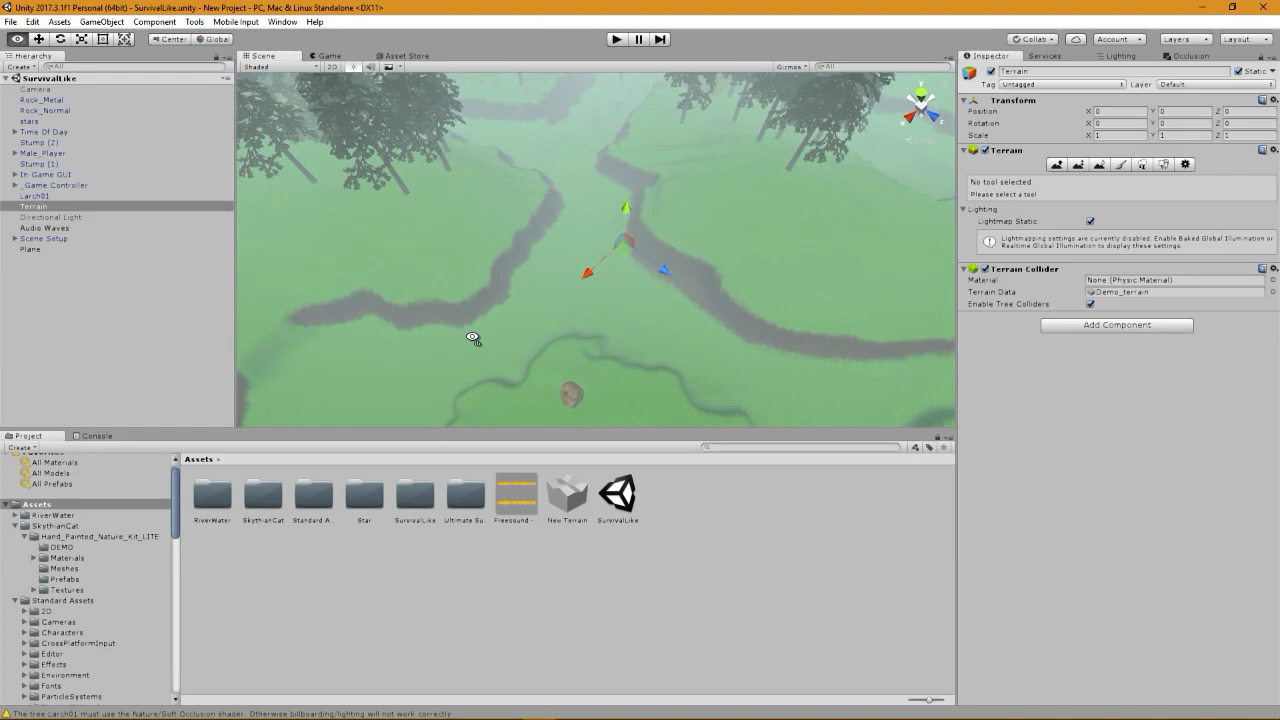 Unity 2017.3.1f1 Personal (64bit) - SurvivalLike.unity - New Project - PC, Mac & Linux Standalone <DX11>
File Edit Assets GameObject Component Tools Mobile Input Window Help
Center Global Collab Account Layers Layout
Hierarchy Scene Game Asset Store Inspector Services Lighting Occlusion
Create All Shaded 2D Gizmos All
SurvivalLike
Camera
Rock_Metal
Rock_Normal
stars
Time Of Day
Stump (2)
Male_Player
Stump (1)
In-Game GUI
_Game Controller
Larch01
Terrain
Directional Light
Audio Waves
Scene Setup
Plane
y
x
z
Terrain Static
Tag Untagged Layer Default
Transform
Position X 0 Y 0 Z 0
Rotation X 0 Y 0 Z 0
Scale X 1 Y 1 Z 1
Terrain
No tool selected
Please select a tool
Lighting
Lightmap Static
Lightmapping settings are currently disabled. Enable Baked Global Illumination or
Realtime Global Illumination to display these settings.
Terrain Collider
Material None (Physic Material)
Terrain Data Demo_terrain
Enable Tree Colliders
Add Component
Project Console
Create
Favorites
All Materials
All Models
All Prefabs
Assets
RiverWater
SkythianCat
Hand_Painted_Nature_Kit_LITE
DEMO
Materials
Meshes
Prefabs
Textures
Standard Assets
2D
Cameras
Characters
CrossPlatformInput
Editor
Effects
Environment
Fonts
ParticleSystems
Assets
RiverWater SkythianCat Standard A... Star SurvivalLike Ultimate Su... Freesound -... New Terrain SurvivalLike
The tree Larch01 must use the Nature/Soft Occlusion shader. Otherwise billboarding/lighting will not work correctly.